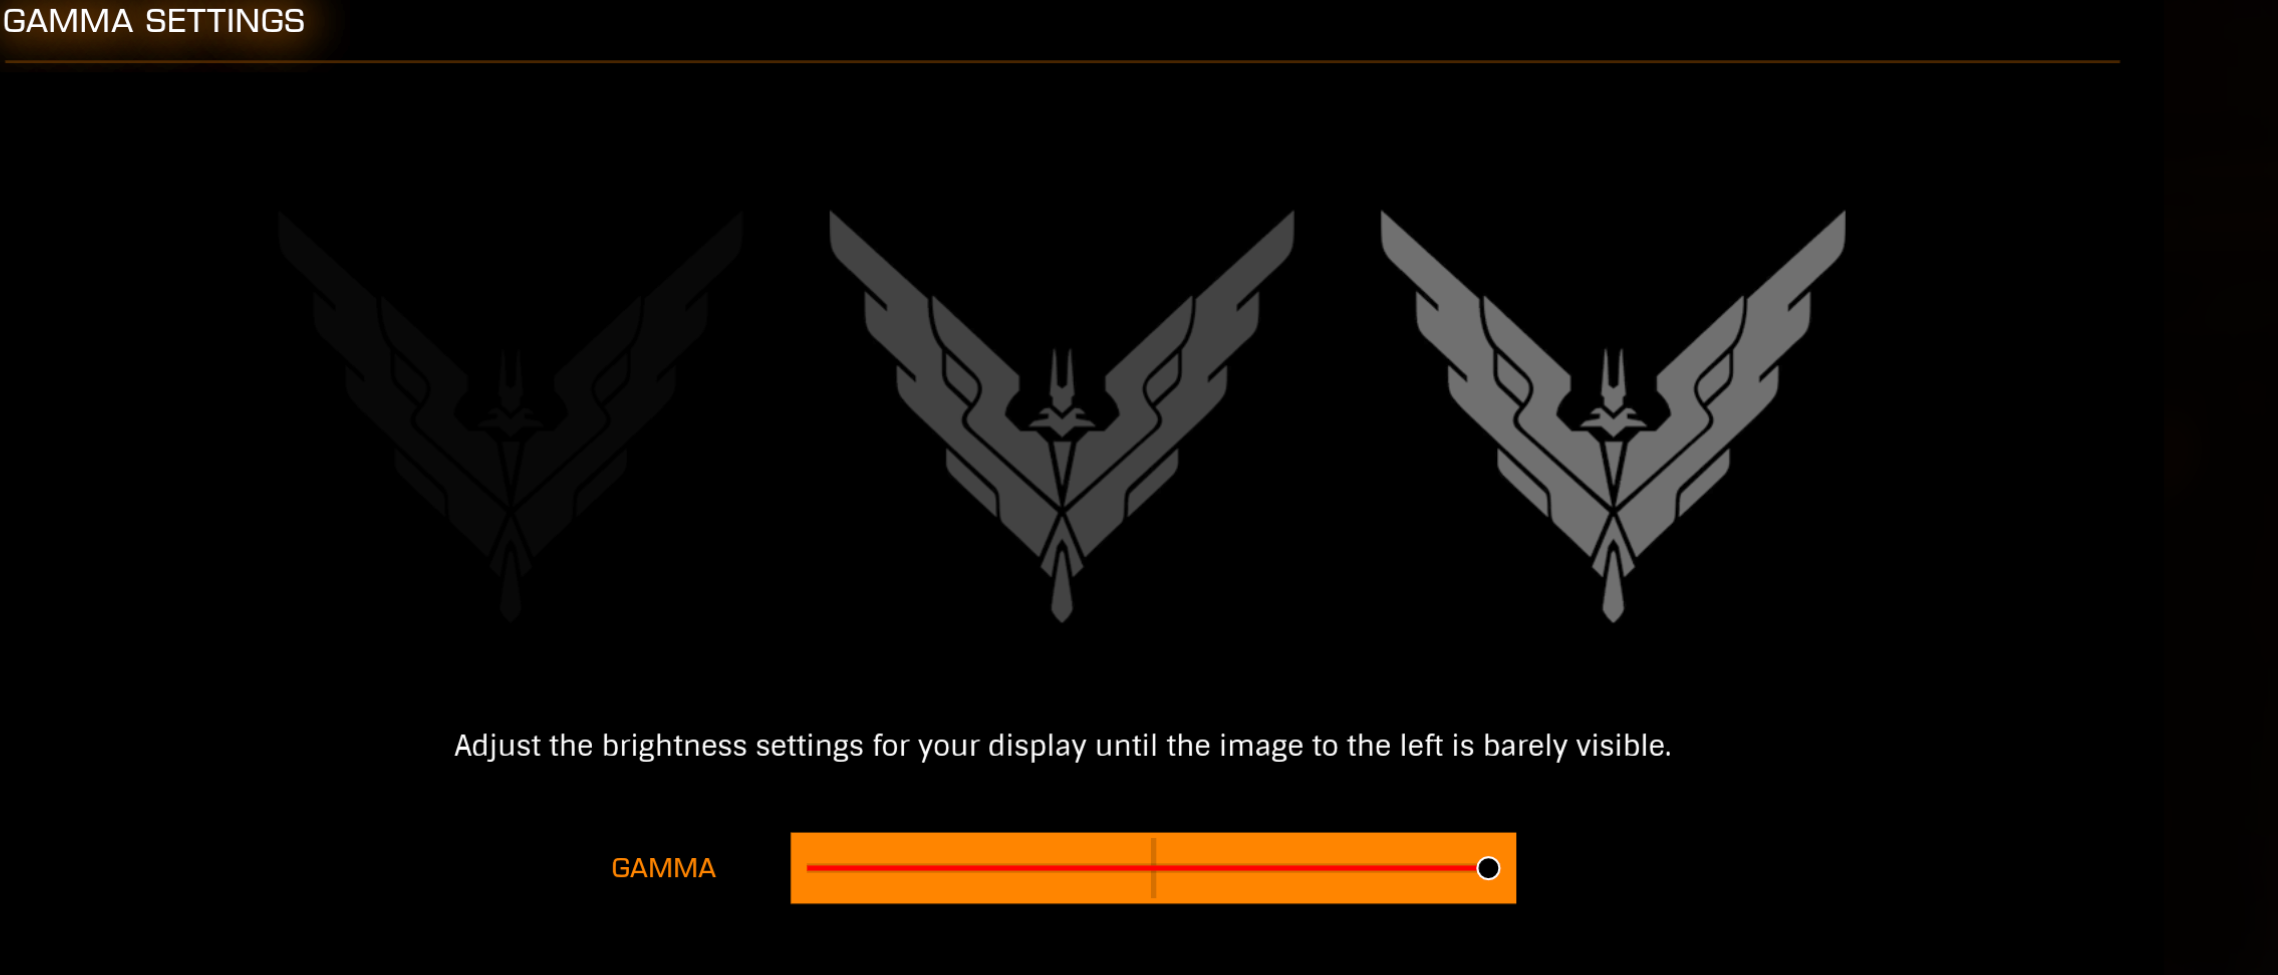 GAMMA SETTINGS
Adjust the brightness settings for your display until the image to the left is barely visible.
GAMMA